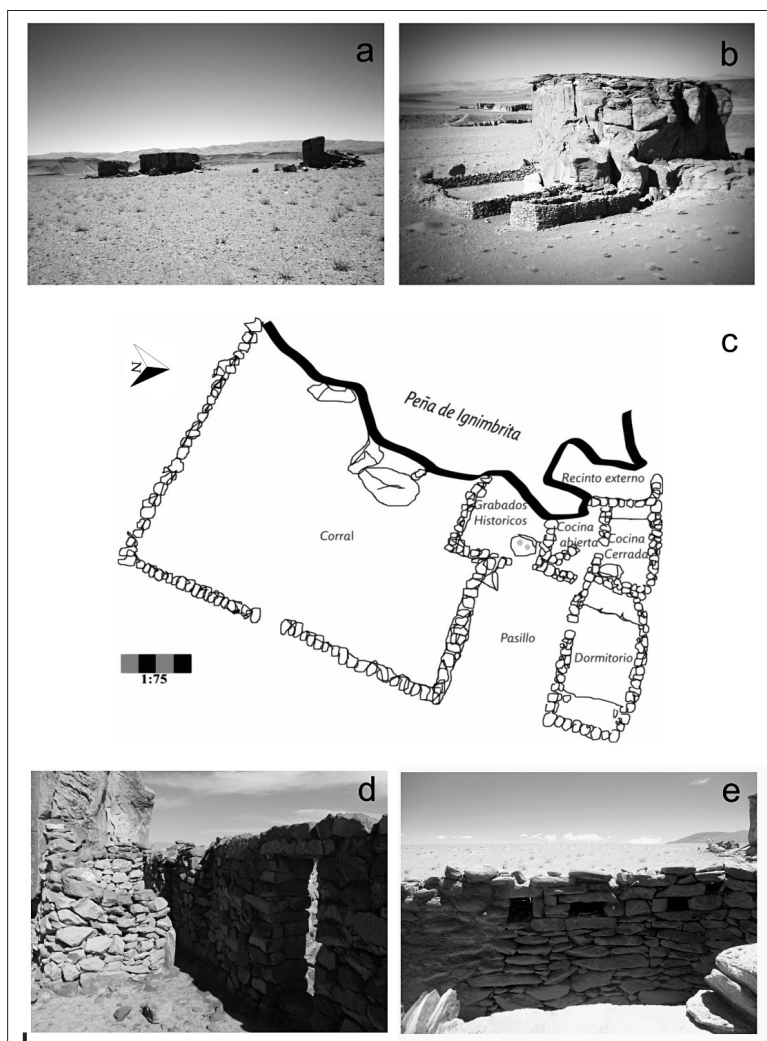 a
b
c
N
Peña de Ignimbrita
Recinto externo
Grabados
Historicos
Cocina
abierta
Cocina
Cerrada
Corral
Pasillo
Dormitorio
1:75
d
e